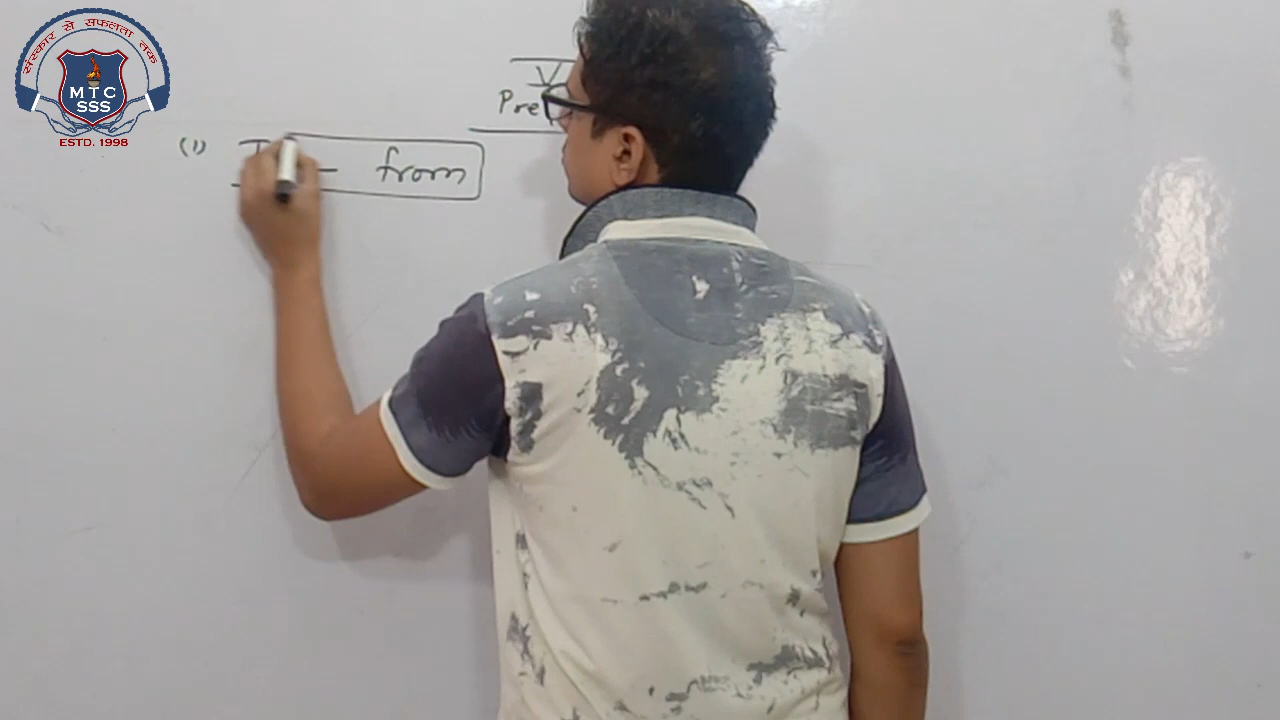 संस्कार से सफलता तक
MTC
SSS
ESTD. 1998
V
Pre
(1) from